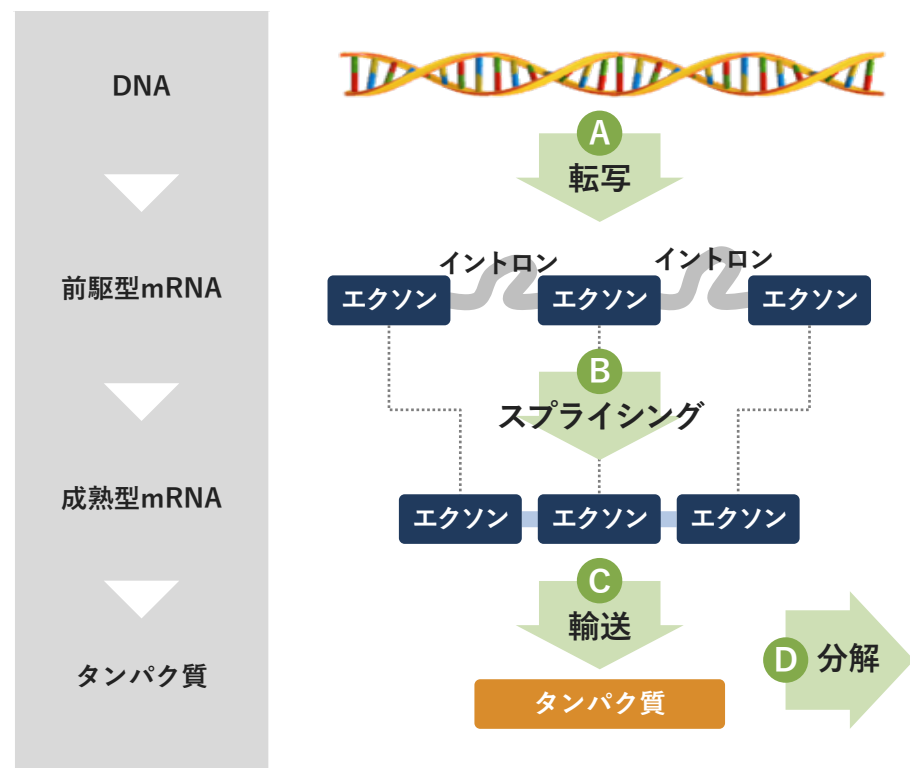 DNA
A
転写
イントロン
イントロン
前駆型mRNA
エクソン
エクソン
エクソン
B
スプライシング
成熟型mRNA
エクソン
エクソン
エクソン
C
輸送
D
分解
タンパク質
タンパク質